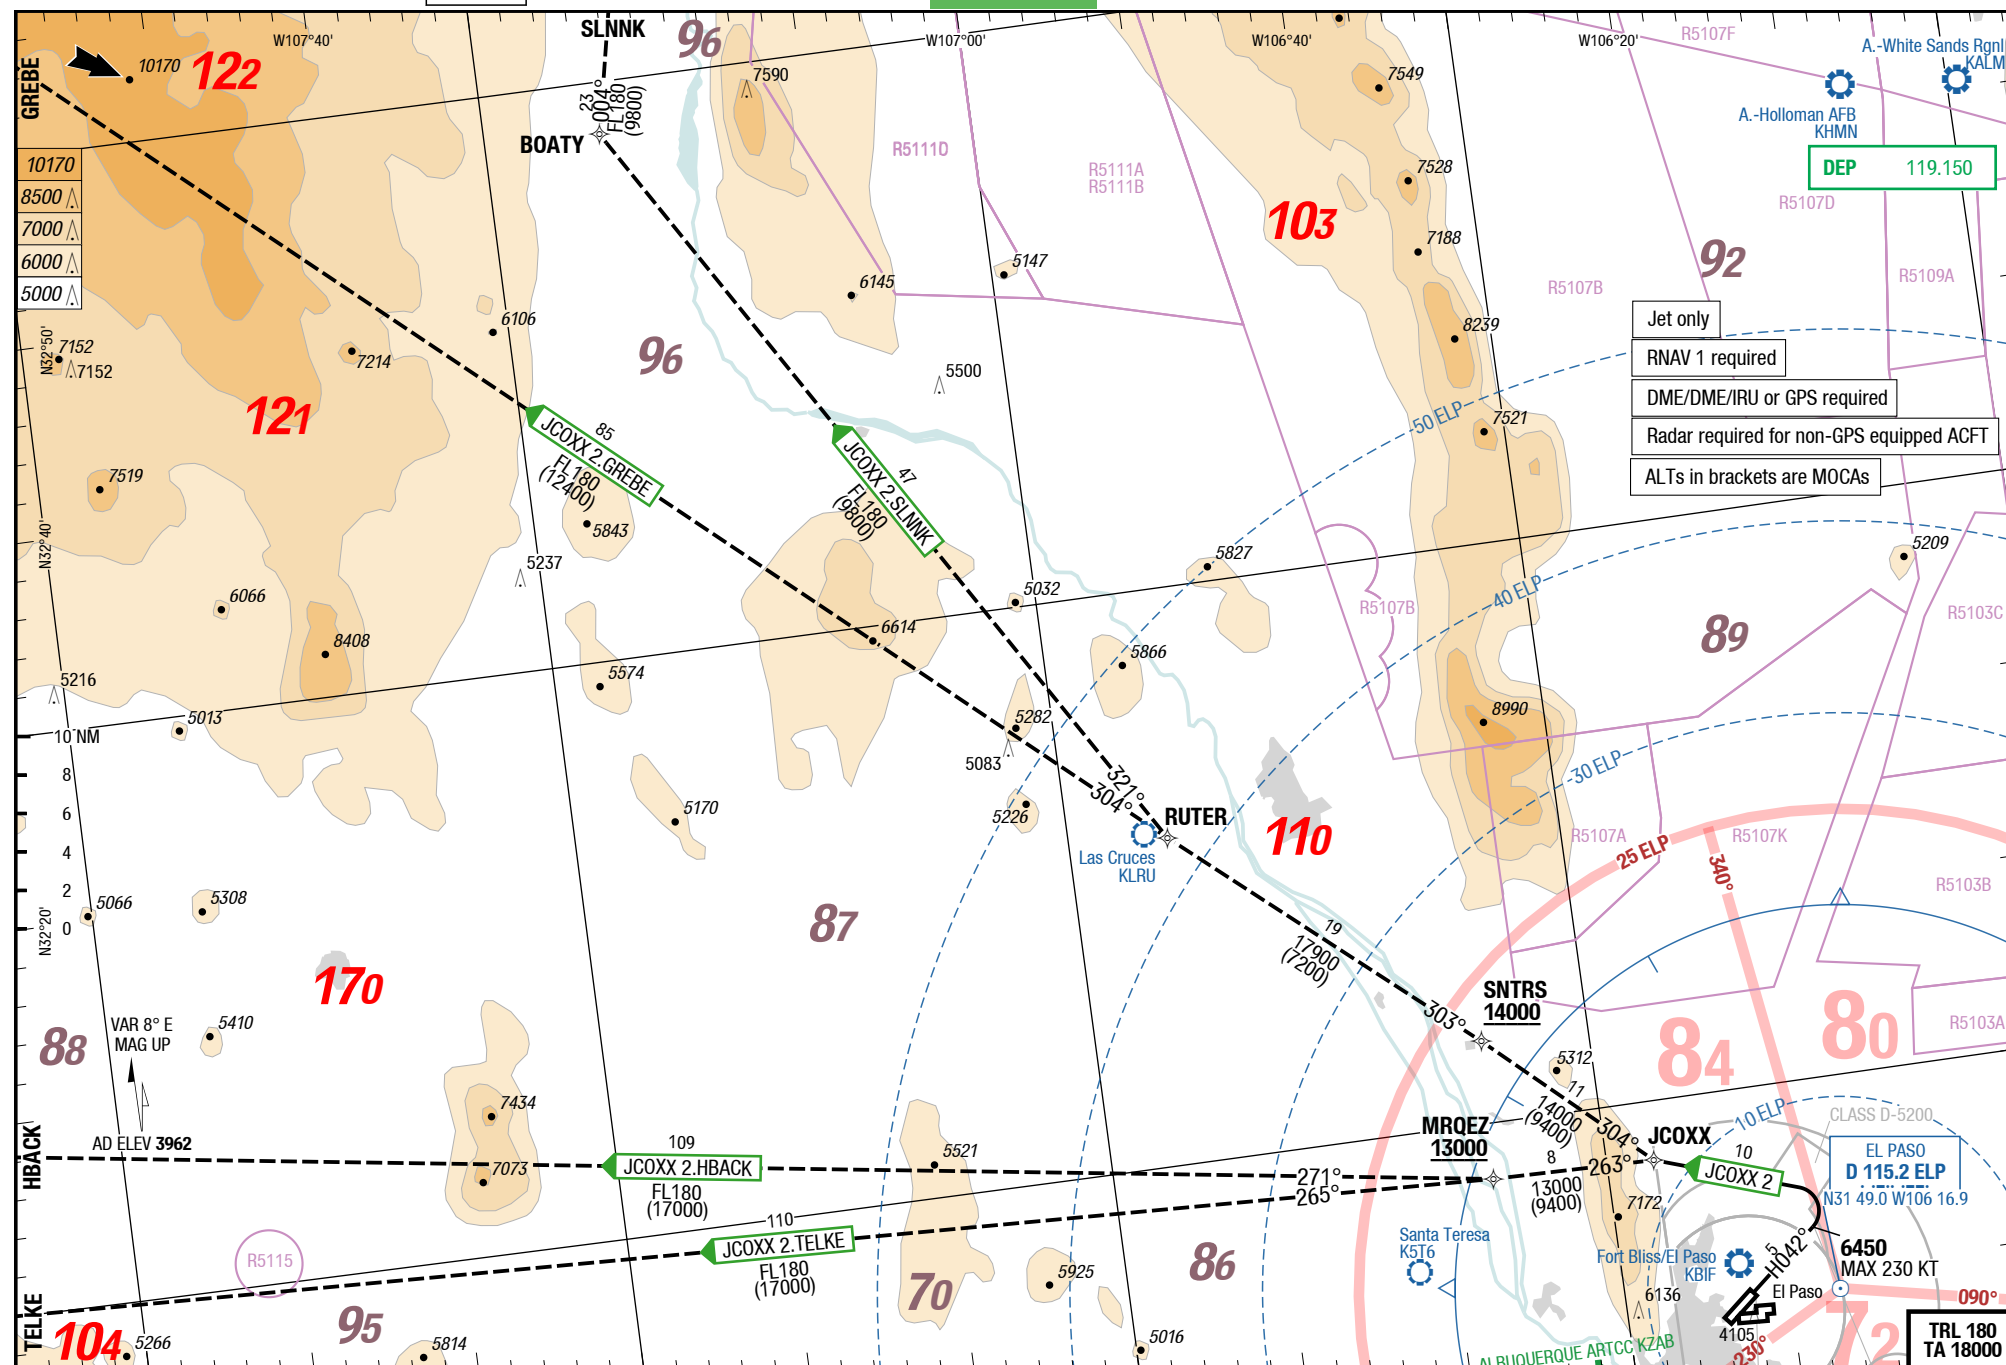 SLNNK
W107°40'
W107°00'
W106°40'
W106°20'
R5107F
A.-White Sands Rgnl
KALM
GREBE
10170
122
96
7590
7549
23
004°
FL180
(9800)
BOATY
A.-Holloman AFB
KHMN
DEP 119.150
10170
8500
7000
6000
5000
R5111D
R5111A
R5111B
7528
R5107D
103
7188
92
5147
6145
R5107B
R5109A
6106
8239
Jet only
RNAV 1 required
DME/DME/IRU or GPS required
Radar required for non-GPS equipped ACFT
ALTs in brackets are MOCAs
N32°50'
7152
7152
7214
96
5500
121
50 ELP
7521
85
JCOXX 2.GREBE
FL180
(12400)
47
JCOXX 2.SLNNK
FL180
(9800)
7519
5843
N32°40'
5237
5827
5209
6066
5032
40 ELP
R5107B
R5103C
6614
89
8408
5866
5574
5216
5013
5282
8990
10 NM
8
6
4
2
0
5083
30 ELP
321°
304°
5170
5226
RUTER
Las Cruces
KLRU
110
R5107A
R5107K
25 ELP
340°
R5103B
5066
5308
N32°20'
87
19
17900
(7200)
170
SNTRS
14000
303°
88
VAR 8° E
MAG UP
5410
84
80
R5103A
5312
11
14000
(9400)
304°
7434
10 ELP
CLASS D-5200
AD ELEV 3962
MRQEZ
13000
JCOXX
HBACK
109
JCOXX 2.HBACK
FL180
(17000)
7073
5521
271°
265°
8
263°
13000
(9400)
10
JCOXX 2
EL PASO
D 115.2 ELP
N31 49.0 W106 16.9
110
JCOXX 2.TELKE
FL180
(17000)
7172
R5115
Santa Teresa
K5T6
86
Fort Bliss/El Paso
KBIF
5
H042°
6450
MAX 230 KT
70
5925
6136
El Paso
090°
TELKE
95
104
5266
5814
5016
4105
230°
72
TRL 180
TA 18000
ALBUQUERQUE ARTCC KZAB